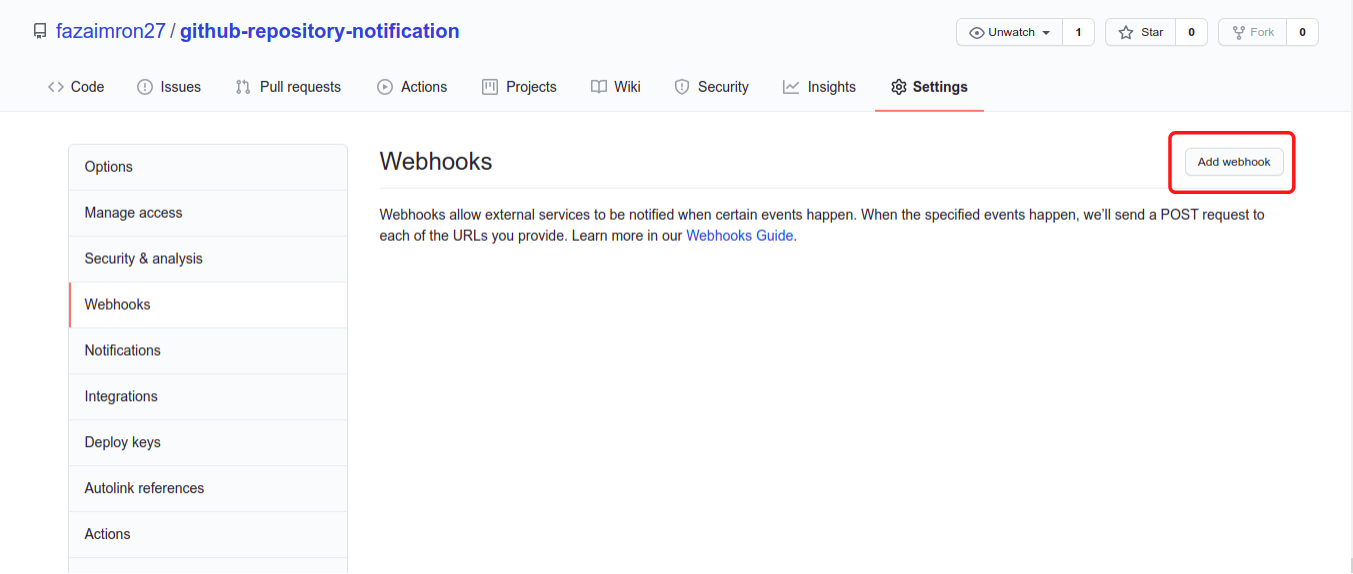 fazaimron27 / github-repository-notification
Unwatch 1 Star 0 Fork 0
Code Issues Pull requests Actions Projects Wiki Security Insights Settings
Options
Manage access
Security & analysis
Webhooks
Notifications
Integrations
Deploy keys
Autolink references
Actions
Webhooks
Add webhook
Webhooks allow external services to be notified when certain events happen. When the specified events happen, we'll send a POST request to
each of the URLs you provide. Learn more in our Webhooks Guide.